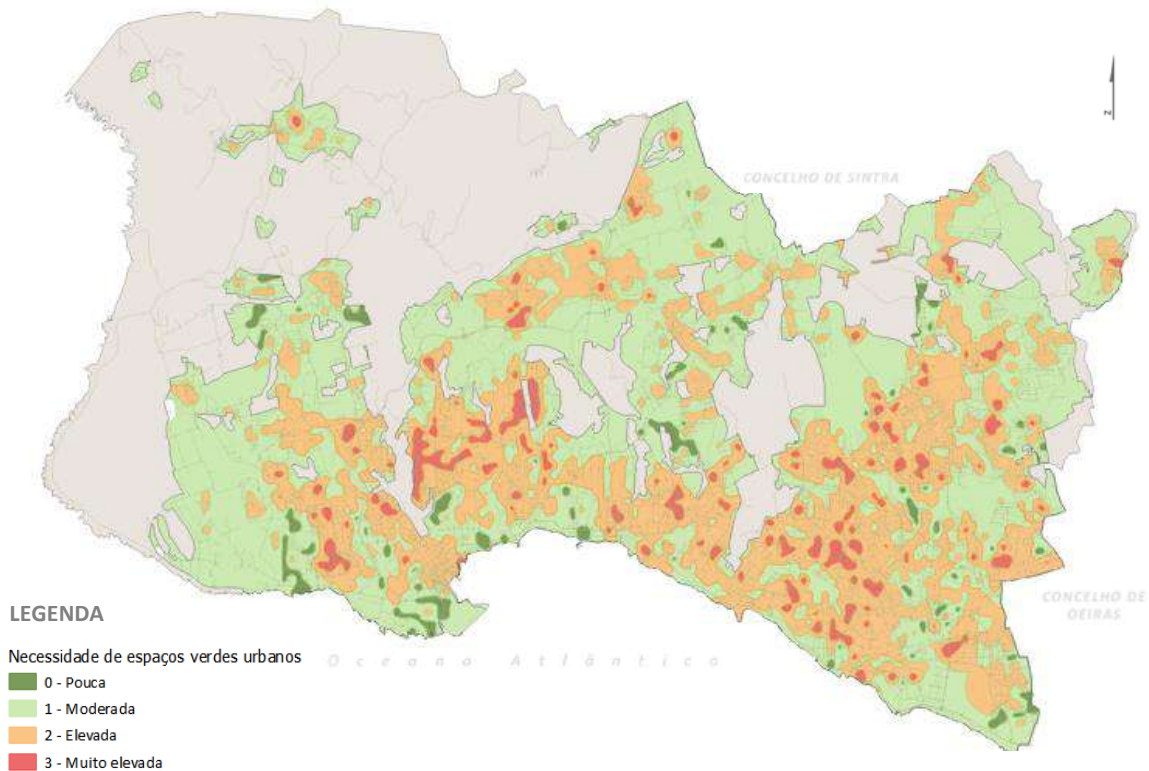 N
CONCELHO DE SINTRA
CONCELHO DE
OEIRAS
Oceano Atlântico
LEGENDA
Necessidade de espaços verdes urbanos
0 - Pouca
1 - Moderada
2 - Elevada
3 - Muito elevada